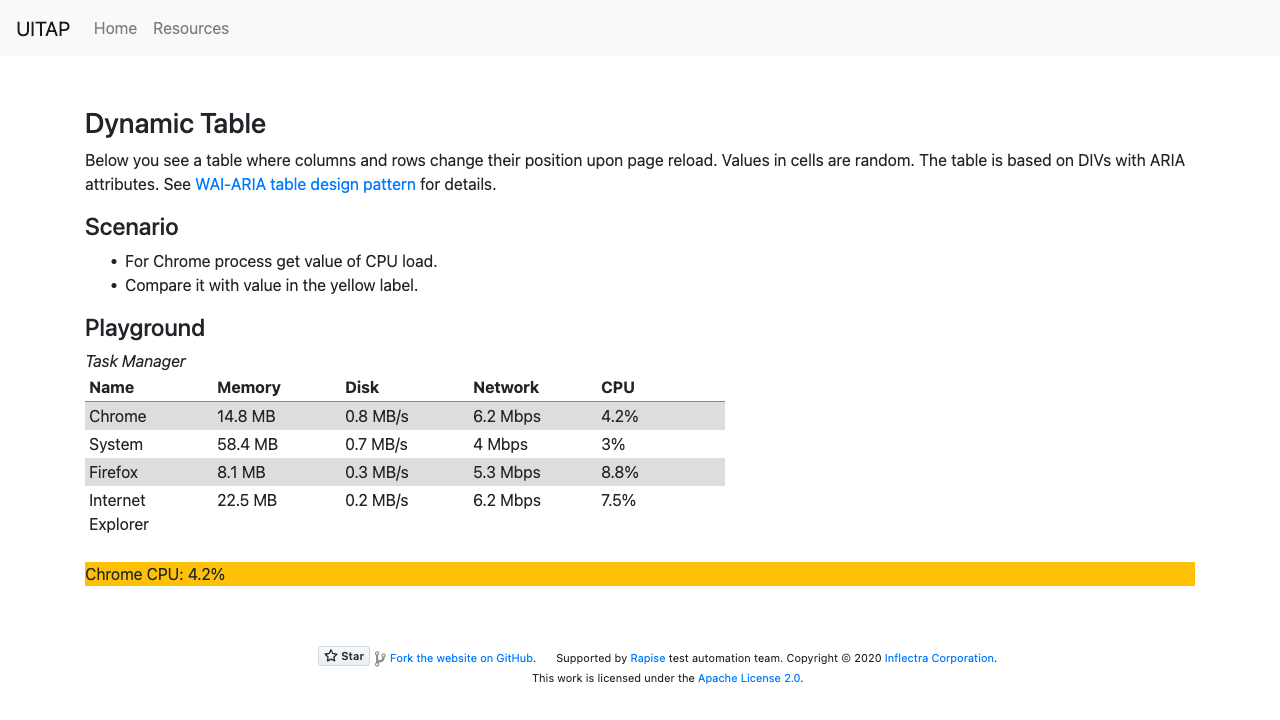 UITAP Home Resources
Dynamic Table
Below you see a table where columns and rows change their position upon page reload. Values in cells are random. The table is based on DIVs with ARIA
attributes. See WAI-ARIA table design pattern for details.
Scenario
• For Chrome process get value of CPU load.
• Compare it with value in the yellow label.
Playground
Task Manager
Name Memory Disk Network CPU
Chrome 14.8 MB 0.8 MB/s 6.2 Mbps 4.2%
System 58.4 MB 0.7 MB/s 4 Mbps 3%
Firefox 8.1 MB 0.3 MB/s 5.3 Mbps 8.8%
Internet 22.5 MB 0.2 MB/s 6.2 Mbps 7.5%
Explorer
Chrome CPU: 4.2%
Star Fork the website on GitHub. Supported by Rapise test automation team. Copyright © 2020 Inflectra Corporation.
This work is licensed under the Apache License 2.0.